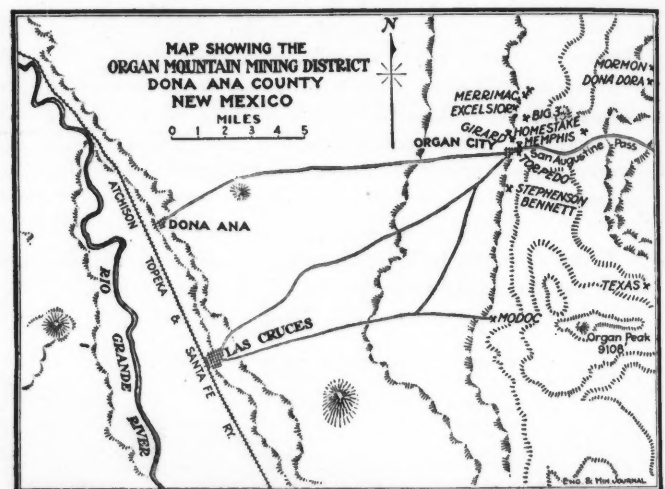 MAP SHOWING THE
ORGAN MOUNTAIN MINING DISTRICT
DONA ANA COUNTY
NEW MEXICO
MILES
0 1 2 3 4 5
N
MORMON
DONA DORA
MERRIMAC
EXCELSIOR
BIG 3
GIRARD
HOMESTAKE
MEMPHIS
ORGAN CITY
San Augustine Pass
TORPEDO
STEPHENSON
BENNETT
DONA ANA
ATCHISON
TOPEKA &
SANTA FE
RY.
RIO
GRANDE
RIVER
LAS CRUCES
TEXAS
MODOC
Organ Peak
9108
ENG. & MIN. JOURNAL